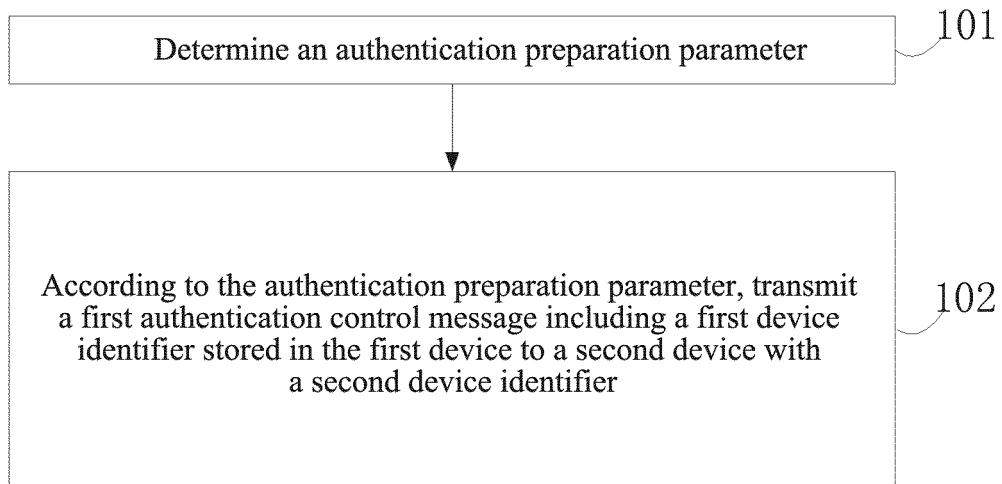 Determine an authentication preparation parameter
101
According to the authentication preparation parameter, transmit
a first authentication control message including a first device
identifier stored in the first device to a second device with
a second device identifier
102